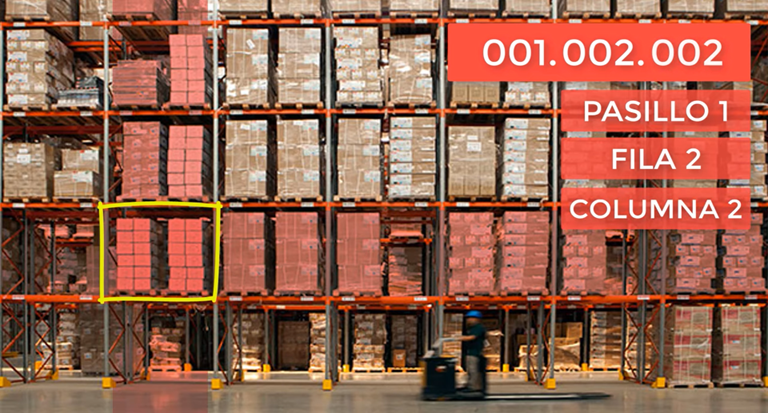 001.002.002
PASILLO 1
FILA 2
COLUMNA 2